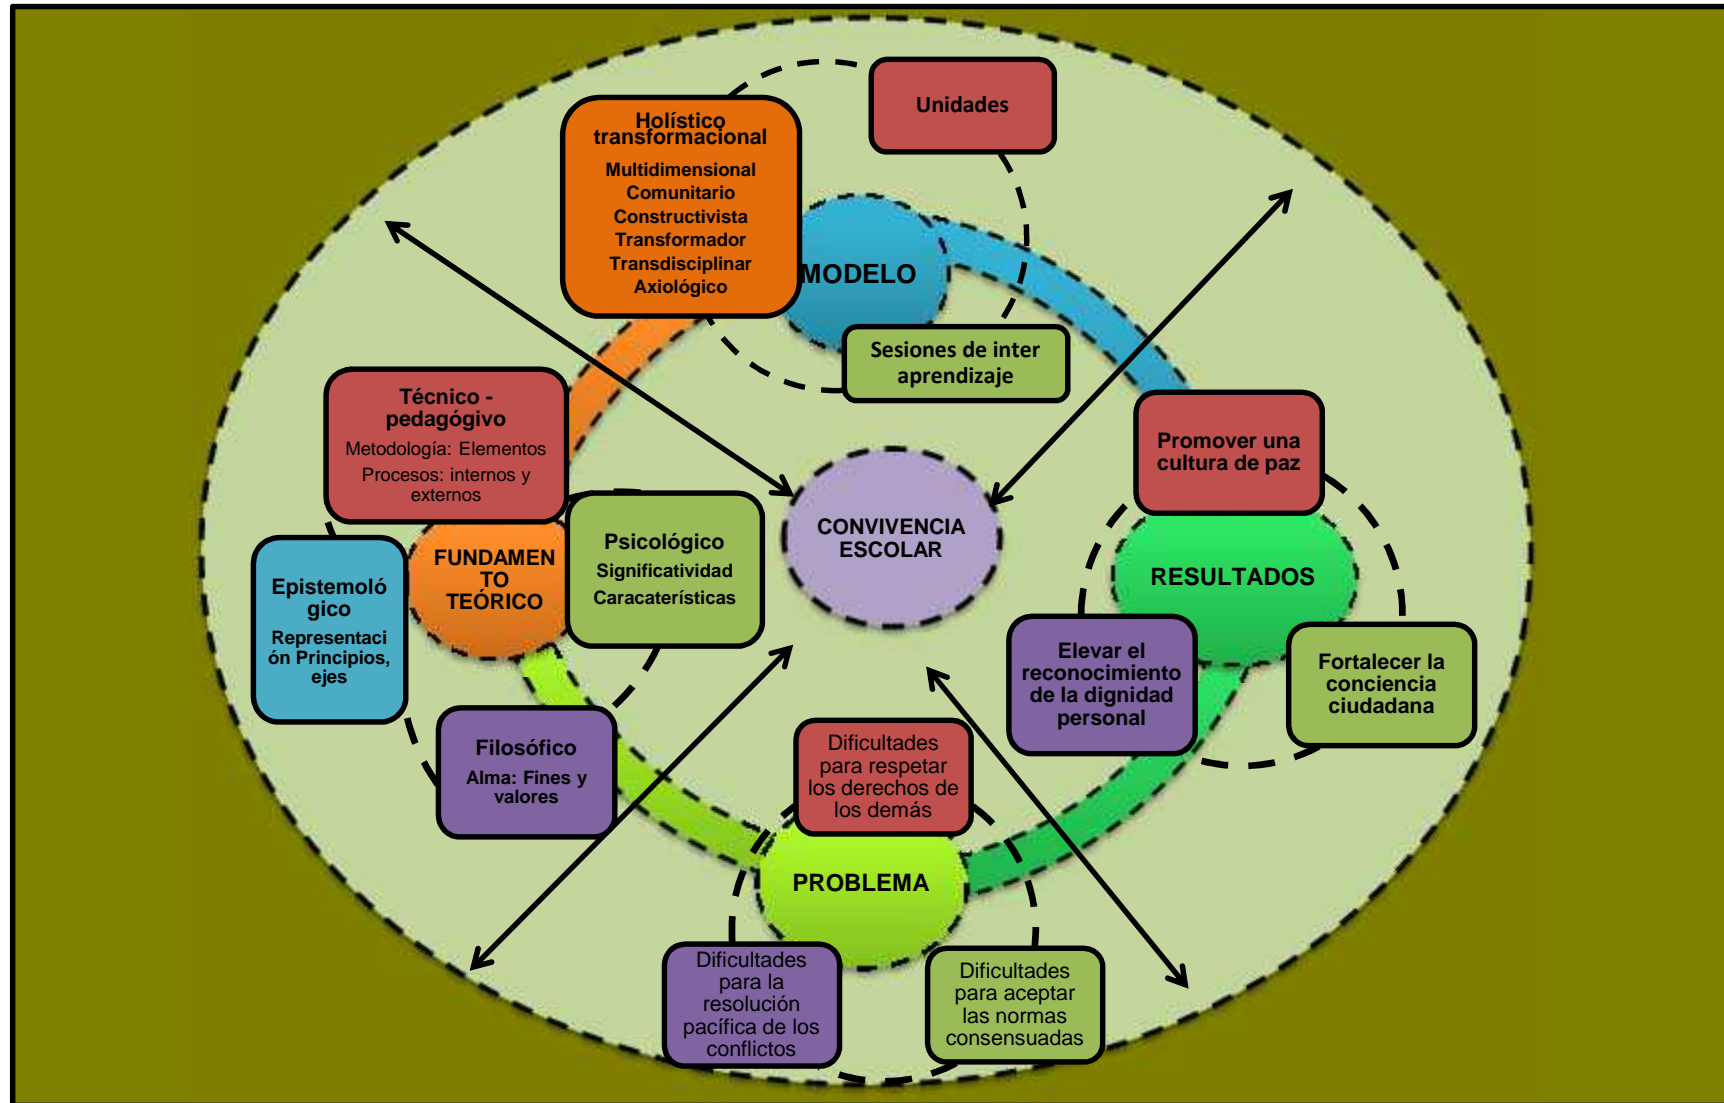 Unidades
Holístico
transformacional
Multidimensional
Comunitario
Constructivista
Transformador
Transdisciplinar
Axiológico
MODELO
Sesiones de inter
aprendizaje
Técnico -
pedagógivo
Metodología: Elementos
Procesos: internos y
externos
Promover una
cultura de paz
CONVIVENCIA
ESCOLAR
FUNDAMEN
TO
TEÓRICO
Psicológico
Significatividad
Caracaterísticas
RESULTADOS
Epistemoló
gico
Representaci
ón Principios,
ejes
Elevar el
reconocimiento
de la dignidad
personal
Fortalecer la
conciencia
ciudadana
Filosófico
Alma: Fines y
valores
Dificultades
para respetar
los derechos de
los demás
PROBLEMA
Dificultades
para la
resolución
pacífica de los
conflictos
Dificultades
para aceptar
las normas
consensuadas